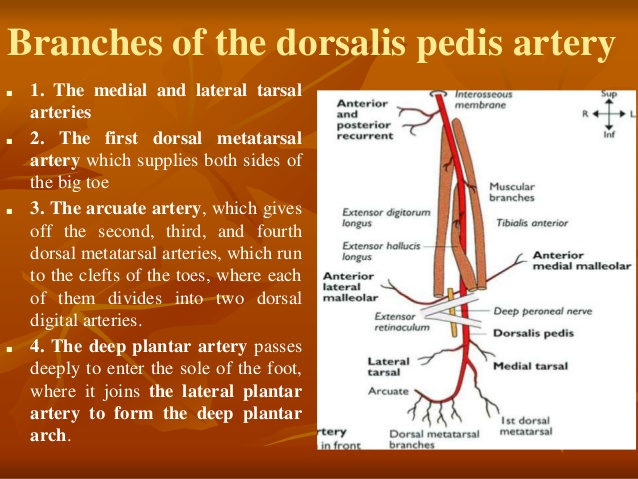 Branches of the dorsalis pedis artery
1. The medial and lateral tarsal
arteries
2. The first dorsal metatarsal
artery which supplies both sides of
the big toe
3. The arcuate artery, which gives
off the second, third, and fourth
dorsal metatarsal arteries, which run
to the clefts of the toes, where each
of them divides into two dorsal
digital arteries.
4. The deep plantar artery passes
deeply to enter the sole of the foot,
where it joins the lateral plantar
artery to form the deep plantar
arch.
Interosseous
membrane
Sup
R
L
Inf
Anterior
and
posterior
recurrent
Muscular
branches
Extensor digitorum
longus
Tibialis anterior
Extensor hallucis
longus
Anterior
medial malleolar
Anterior
lateral
malleolar
Extensor
retinaculum
Deep peroneal nerve
Dorsalis pedis
Lateral
tarsal
Medial tarsal
Arcuate
1st dorsal
metatarsal
Dorsal metatarsal
branches
rtery
in front